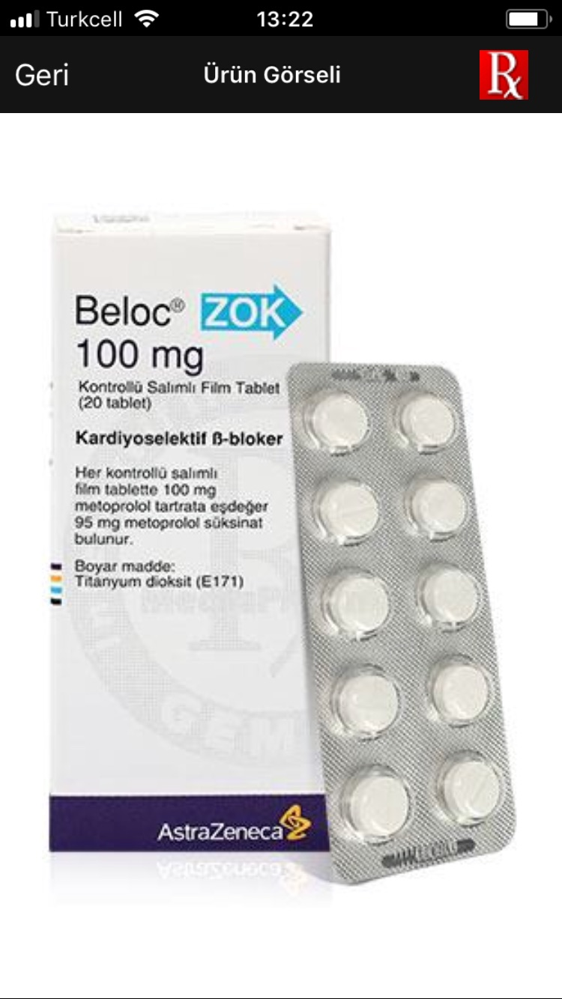 Turkcell 13:22
Geri Ürün Görseli Rx
Beloc® ZOK
100 mg
Kontrollü Salımlı Film Tablet
(20 tablet)
Kardiyoselektif ß-bloker
Her kontrollü salımlı
film tablette 100 mg
metoprolol tartrata eşdeğer
95 mg metoprolol süksinat
bulunur.
Boyar madde:
Titanyum dioksit (E171)
AstraZeneca